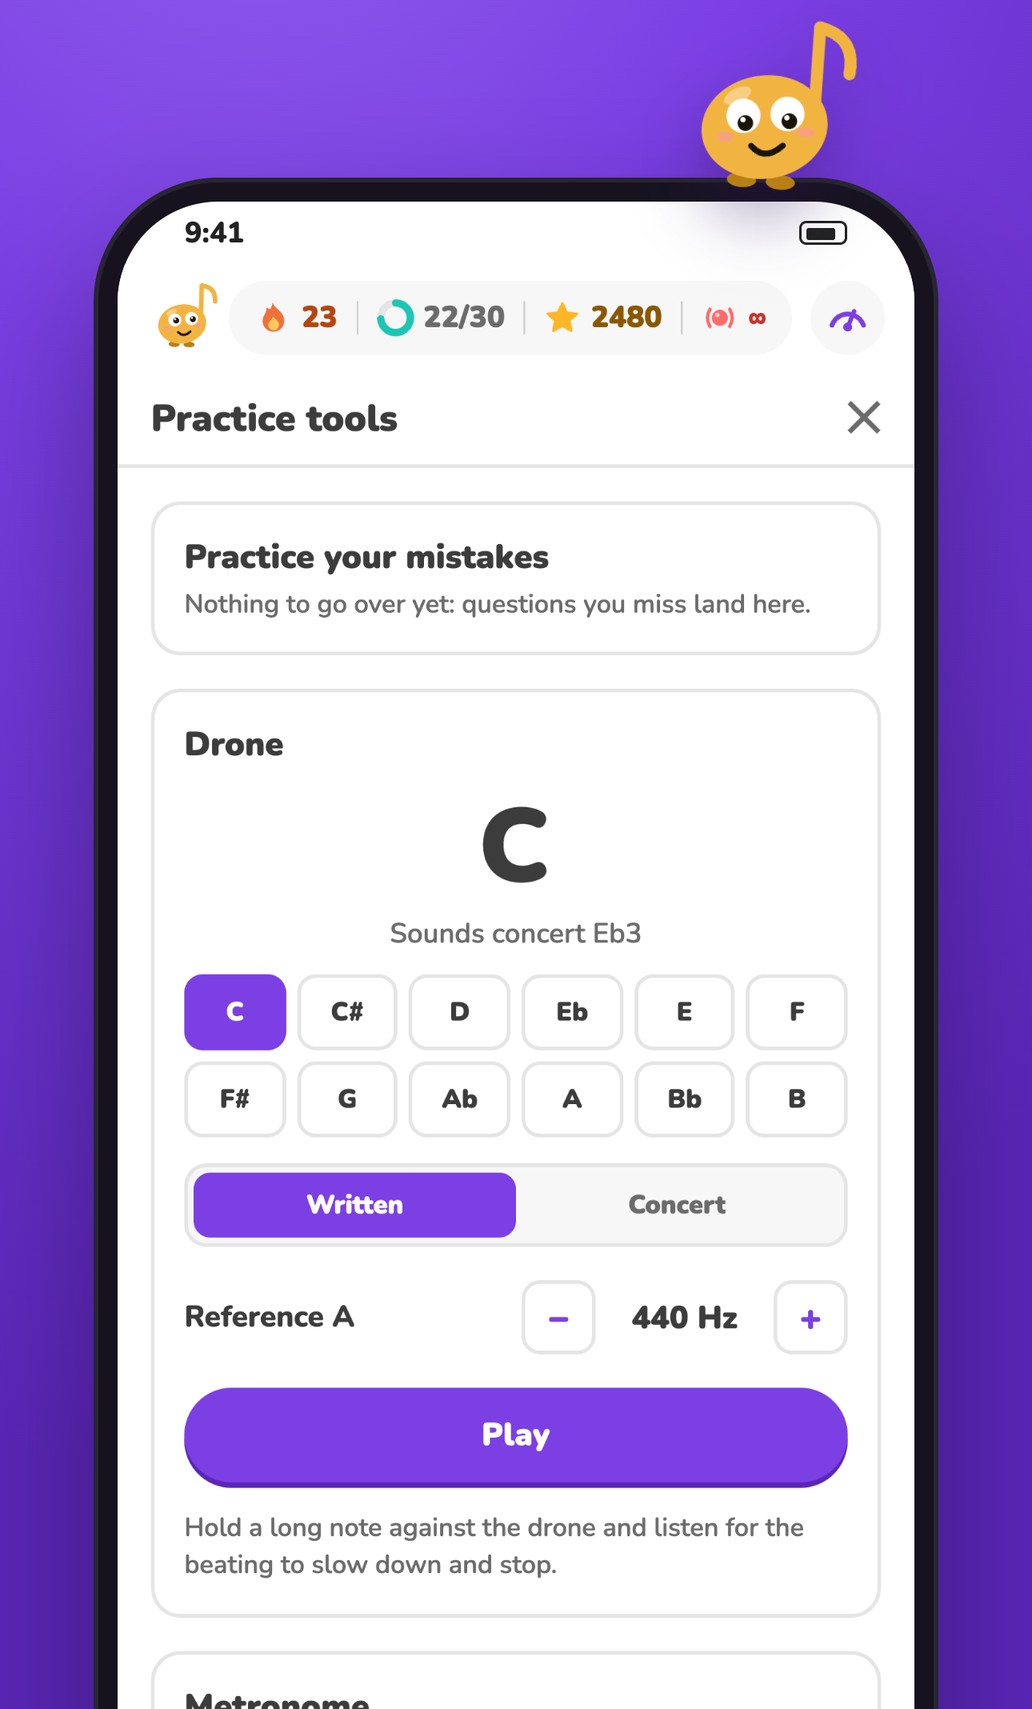 9:41
23
22/30
2480
∞
Practice tools
Practice your mistakes
Nothing to go over yet: questions you miss land here.
Drone
C
Sounds concert Eb3
C C# D Eb E F
F# G Ab A Bb B
Written Concert
Reference A − 440 Hz +
Play
Hold a long note against the drone and listen for the
beating to slow down and stop.
Metronome